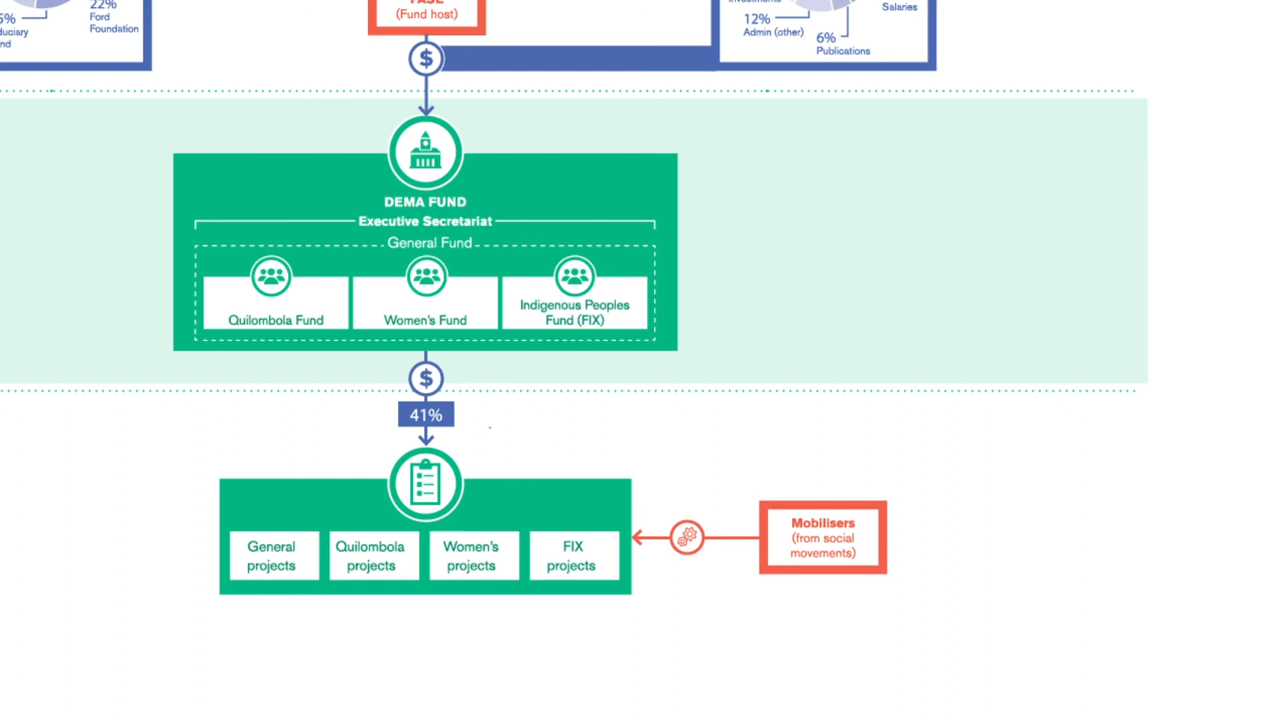 22%
Ford
Foundation
5%
(Fund host)
12%
Admin (other)
6%
Publications
Salaries
$
DEMA FUND
Executive Secretariat
General Fund
Quilombola Fund
Women's Fund
Indigenous Peoples
Fund (FIX)
$
41%
General
projects
Quilombola
projects
Women's
projects
FIX
projects
Mobilisers
(from social
movements)